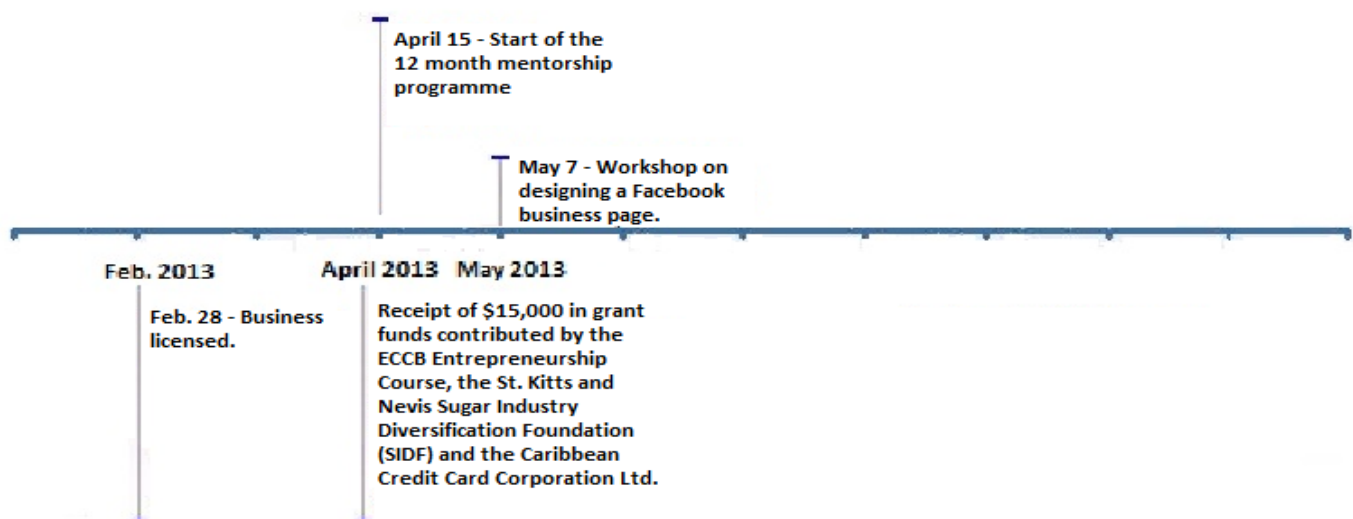 April 15 - Start of the
12 month mentorship
programme
May 7 - Workshop on
designing a Facebook
business page.
Feb. 2013
April 2013
May 2013
Feb. 28 - Business
licensed.
Receipt of $15,000 in grant
funds contributed by the
ECCB Entrepreneurship
Course, the St. Kitts and
Nevis Sugar Industry
Diversification Foundation
(SIDF) and the Caribbean
Credit Card Corporation Ltd.